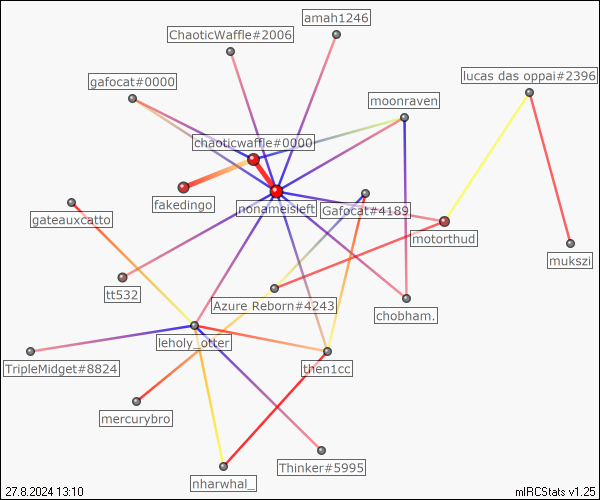 amah1246
ChaoticWaffle#2006
lucas das oppai#2396
gafocat#0000
moonraven
chaoticwaffle#0000
fakedingo
nonameisleft
Gafocat#4189
gateauxcatto
motorthud
mukszi
tt532
Azure Reborn#4243
chobham.
leholy_otter
TripleMidget#8824
then1cc
mercurybro
Thinker#5995
nharwhal_
27.8.2024 13:10
mIRCStats v1.25